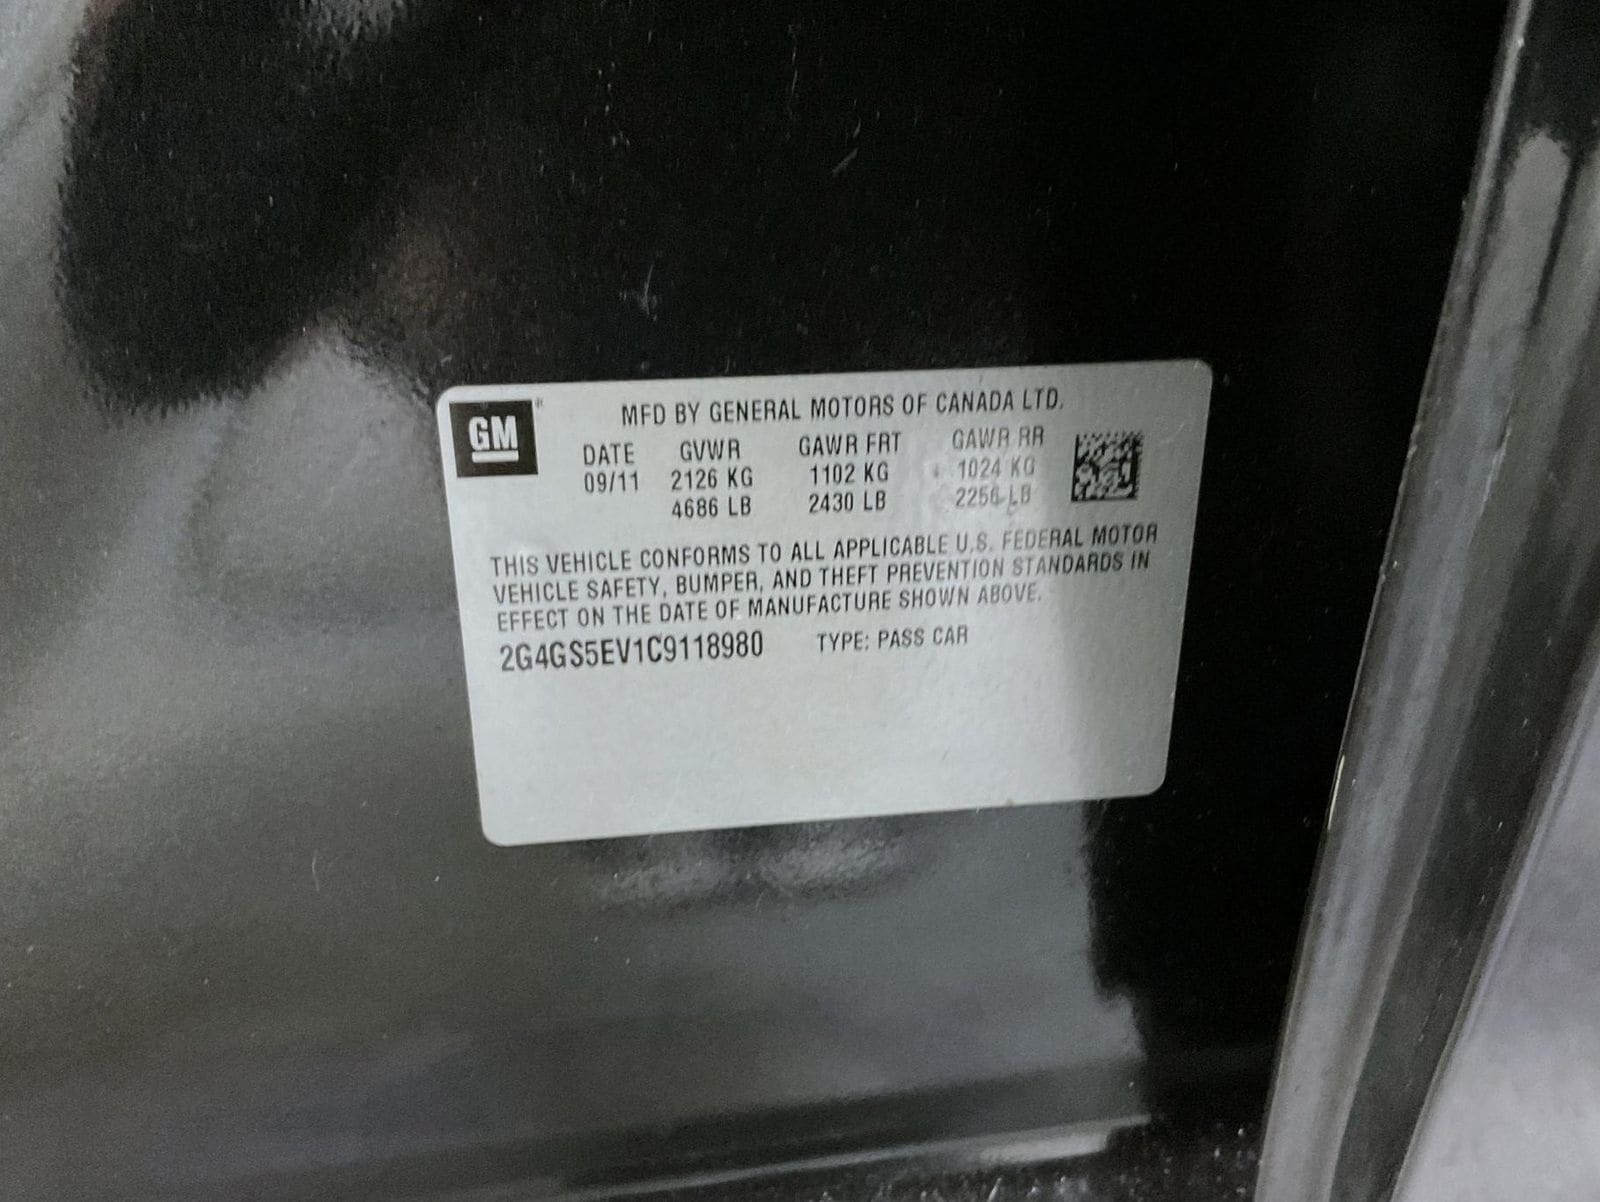 GM
MFD BY GENERAL MOTORS OF CANADA LTD.
DATE GVWR GAWR FRT GAWR RR
09/11 2126 KG 1102 KG 1024 KG
4686 LB 2430 LB 2256 LB
THIS VEHICLE CONFORMS TO ALL APPLICABLE U.S. FEDERAL MOTOR
VEHICLE SAFETY, BUMPER, AND THEFT PREVENTION STANDARDS IN
EFFECT ON THE DATE OF MANUFACTURE SHOWN ABOVE.
2G4GS5EV1C9118980 TYPE: PASS CAR